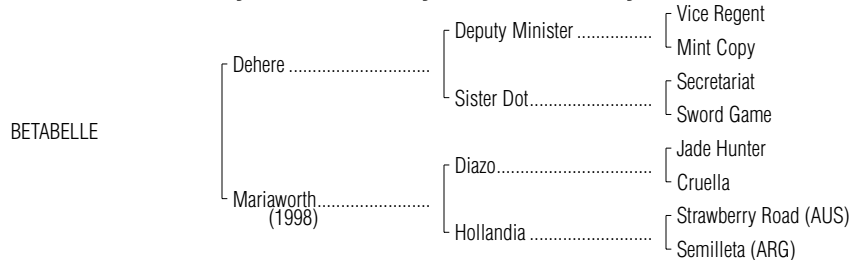 BETABELLE
Dehere ..............................
Mariaworth........................
(1998)
Deputy Minister ................
Sister Dot..........................
Diazo.................................
Hollandia ..........................
Vice Regent
Mint Copy
Secretariat
Sword Game
Jade Hunter
Cruella
Strawberry Road (AUS)
Semilleta (ARG)